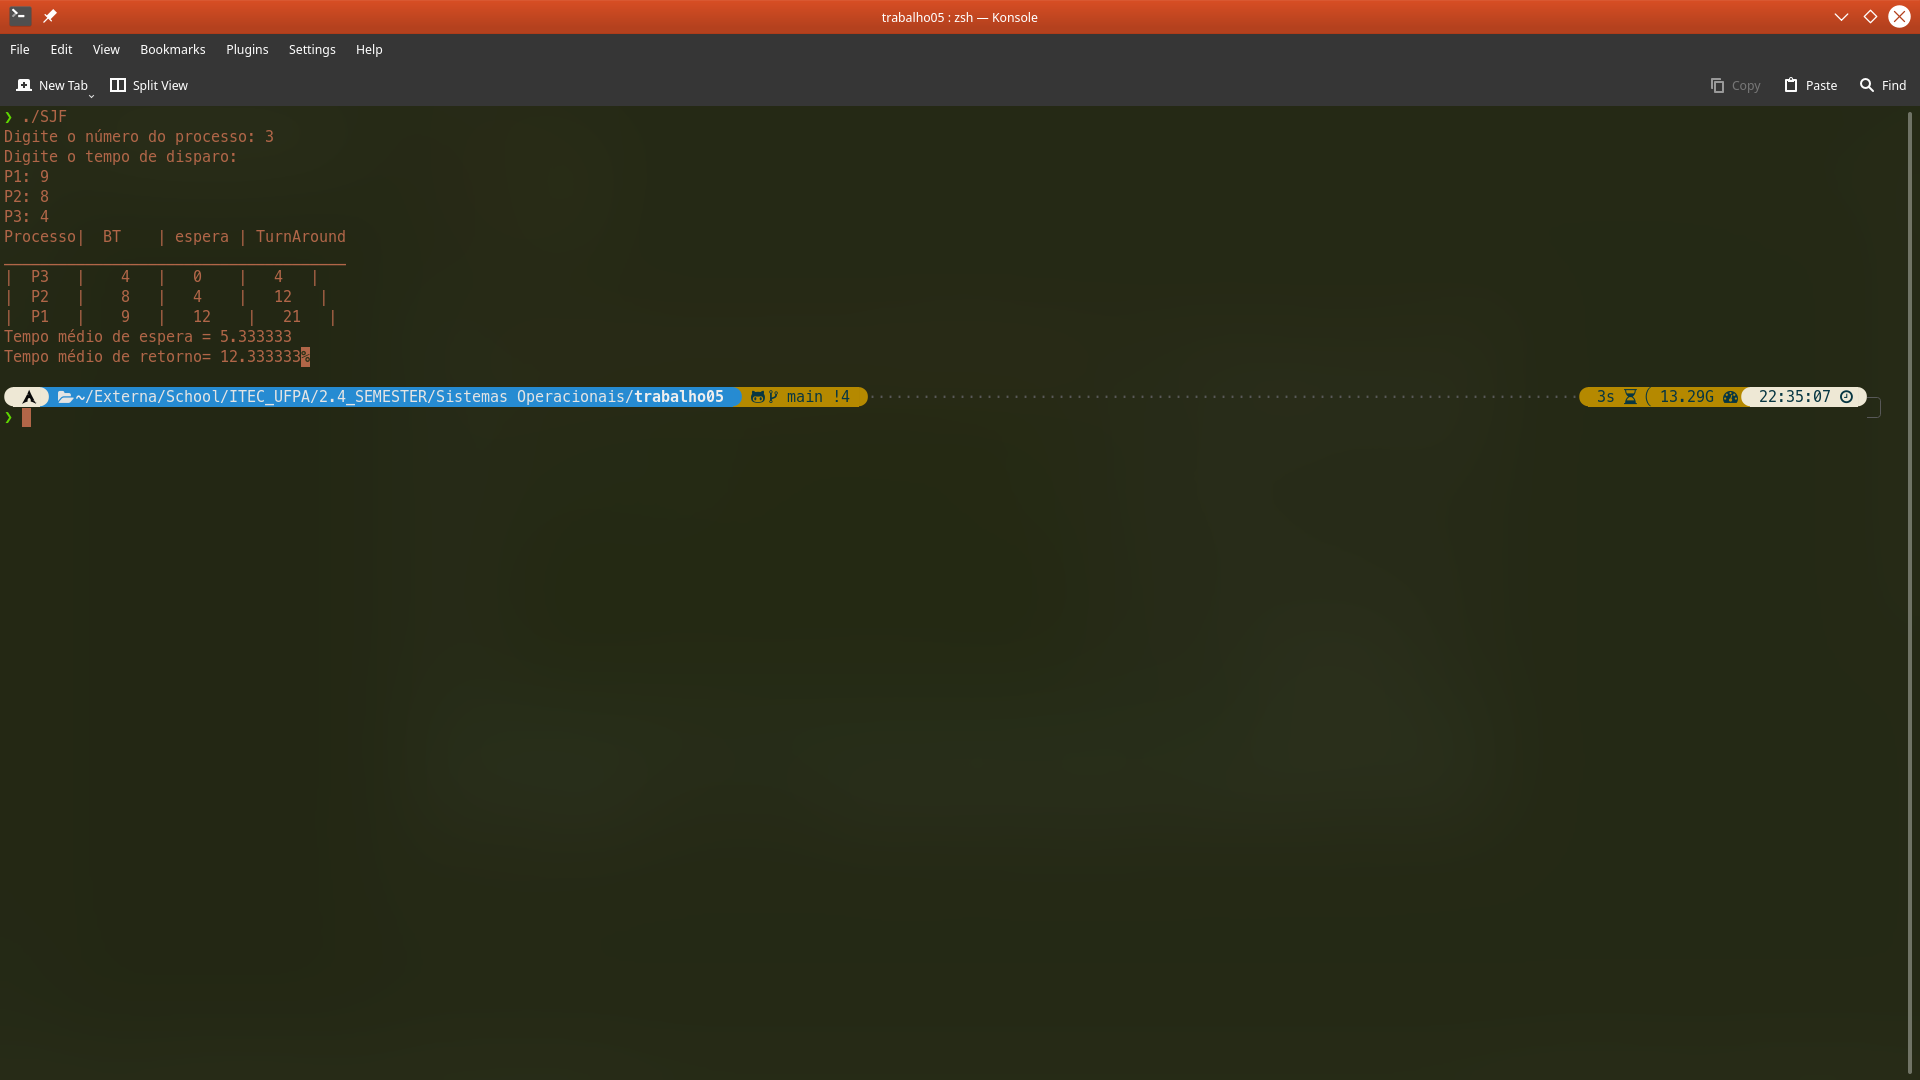 trabalho05 : zsh — Konsole
File Edit View Bookmarks Plugins Settings Help
New Tab Split View Copy Paste Find
❯ ./SJF
Digite o número do processo: 3
Digite o tempo de disparo:
P1: 9
P2: 8
P3: 4
Processo|  BT    | espera | TurnAround
______________________________________
|  P3   |    4   |   0    |   4   |
|  P2   |    8   |   4    |   12   |
|  P1   |    9   |   12    |   21   |
Tempo médio de espera = 5.333333
Tempo médio de retorno= 12.333333%
~/Externa/School/ITEC_UFPA/2.4_SEMESTER/Sistemas Operacionais/trabalho05 main !4 3s ( 13.29G 22:35:07
❯